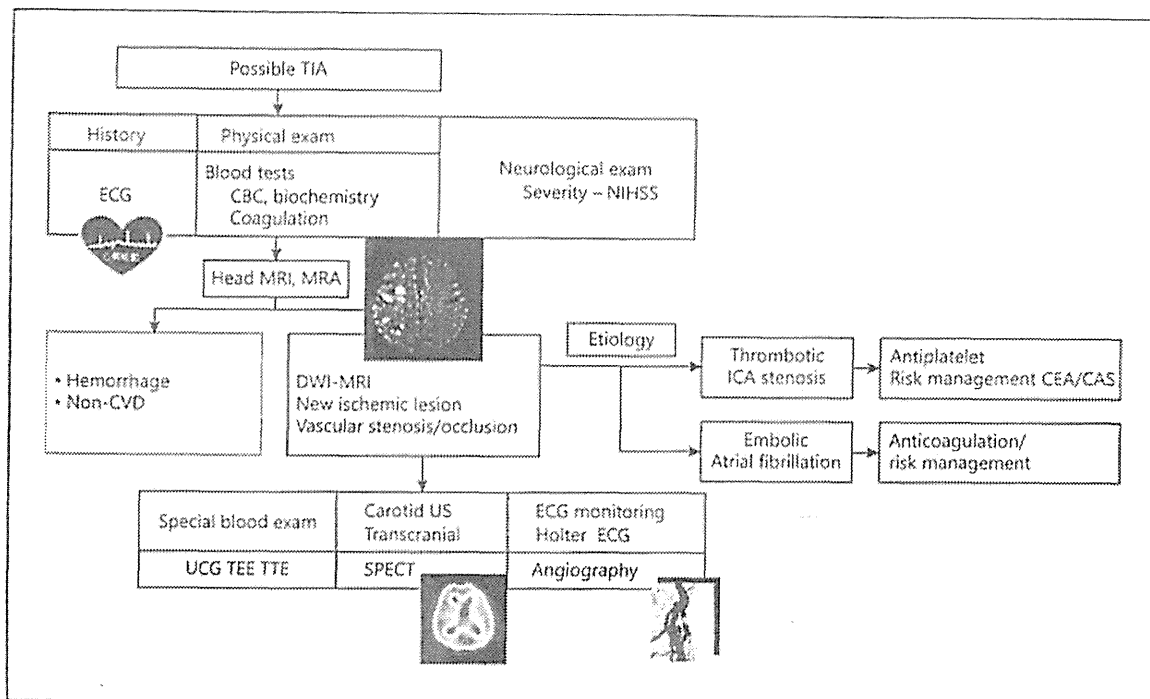 Possible TIA
History
Physical exam
ECG
Blood tests
CBC, biochemistry
Coagulation
Neurological exam
Severity – NIHSS
Head MRI, MRA
• Hemorrhage
• Non-CVD
DWI-MRI
New ischemic lesion
Vascular stenosis/occlusion
Etiology
Thrombotic
ICA stenosis
Antiplatelet
Risk management CEA/CAS
Embolic
Atrial fibrillation
Anticoagulation/
risk management
Special blood exam
Carotid US
Transcranial
ECG monitoring
Holter ECG
UCG TEE TTE
SPECT
Angiography